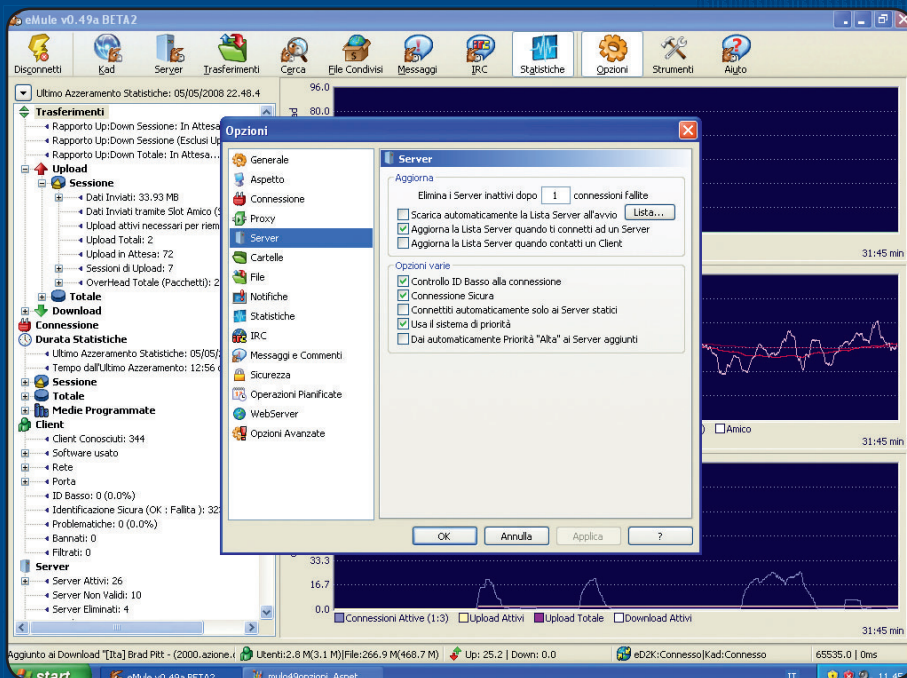 eMule v0.49a BETA2
Disconnetti
Kad
Server
Trasferimenti
Cerca
File Condivisi
Messaggi
IRC
Statistiche
Opzioni
Strumenti
Aiuto
Ultimo Azzeramento Statistiche: 05/05/2008 22.48.4
Trasferimenti
Rapporto Up:Down Sessione: In Attesa
Rapporto Up:Down Sessione (Esclusi Up
Rapporto Up:Down Totale: In Attesa...
Upload
Sessione
Dati Inviati: 33.93 MB
Dati Inviati tramite Slot Amico (S
Upload attivi necessari per riem
Upload Totali: 2
Upload in Attesa: 72
Sessioni di Upload: 7
OverHead Totale (Pacchetti): 2
Totale
Download
Connessione
Durata Statistiche
Ultimo Azzeramento Statistiche: 05/05/
Tempo dall'Ultimo Azzeramento: 12:56
Sessione
Totale
Medie Programmate
Client
Client Conosciuti: 344
Software usato
Rete
Porta
ID Basso: 0 (0.0%)
Identificazione Sicura (OK : Fallita ): 32
Problematiche: 0 (0.0%)
Bannati: 0
Filtrati: 0
Server
Server Attivi: 26
Server Non Validi: 10
Server Eliminati: 4
96.0
80.0
31:45 min
Opzioni
Generale
Aspetto
Connessione
Proxy
Server
Cartelle
File
Notifiche
Statistiche
IRC
Messaggi e Commenti
Sicurezza
Operazioni Pianificate
WebServer
Opzioni Avanzate
Server
Aggiorna
Elimina i Server inattivi dopo 1 connessioni fallite
Scarica automaticamente la Lista Server all'avvio Lista...
Aggiorna la Lista Server quando ti connetti ad un Server
Aggiorna la Lista Server quando contatti un Client
Opzioni varie
Controllo ID Basso alla connessione
Connessione Sicura
Connettiti automaticamente solo ai Server statici
Usa il sistema di priorità
Dai automaticamente Priorità "Alta" ai Server aggiunti
OK
Annulla
Applica
?
) Amico
31:45 min
33.3
16.7
0.0
Connessioni Attive (1:3) Upload Attivi Upload Totale Download Attivi
31:45 min
Aggiunto ai Download "[Ita] Brad Pitt - (2000.azione.
Utenti:2.8 M(3.1 M)|File:266.9 M(468.7 M)
Up: 25.2 | Down: 0.0
eD2K:Connesso|Kad:Connesso
65535.0 | 0ms
start
eMule v0.49a BETA2
mulo49opzioni_Aspet
IT
11.45